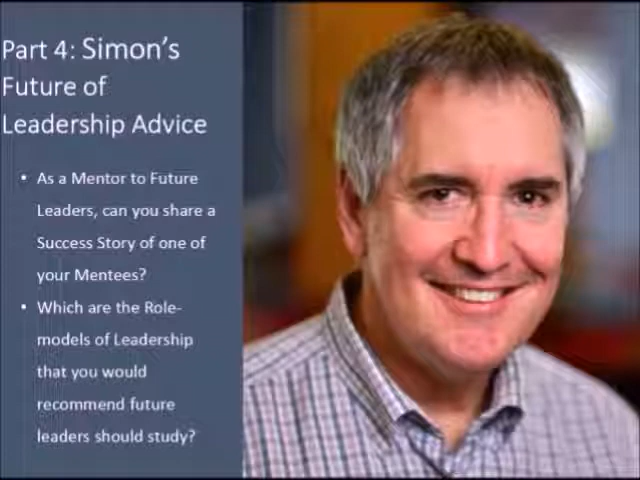 Part 4: Simon’s
Future of
Leadership Advice
• As a Mentor to Future
Leaders, can you share a
Success Story of one of
your Mentees?
• Which are the Role-
models of Leadership
that you would
recommend future
leaders should study?